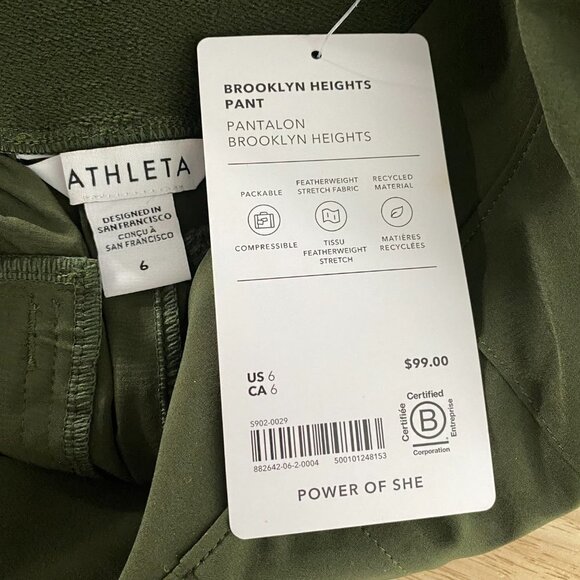 BROOKLYN HEIGHTS
PANT
PANTALON
BROOKLYN HEIGHTS
PACKABLE
COMPRESSIBLE
FEATHERWEIGHT
STRETCH FABRIC
TISSU
FEATHERWEIGHT
STRETCH
RECYCLED
MATERIAL
MATIÈRES
RECYCLÉES
US 6
CA 6
$99.00
S902-0029
882642-06-2-0004 500101248153
Certified
Certifiée
B
Entreprise
Corporation
POWER OF SHE
ATHLETA
DESIGNED IN
SAN FRANCISCO
CONÇU À
SAN FRANCISCO
6